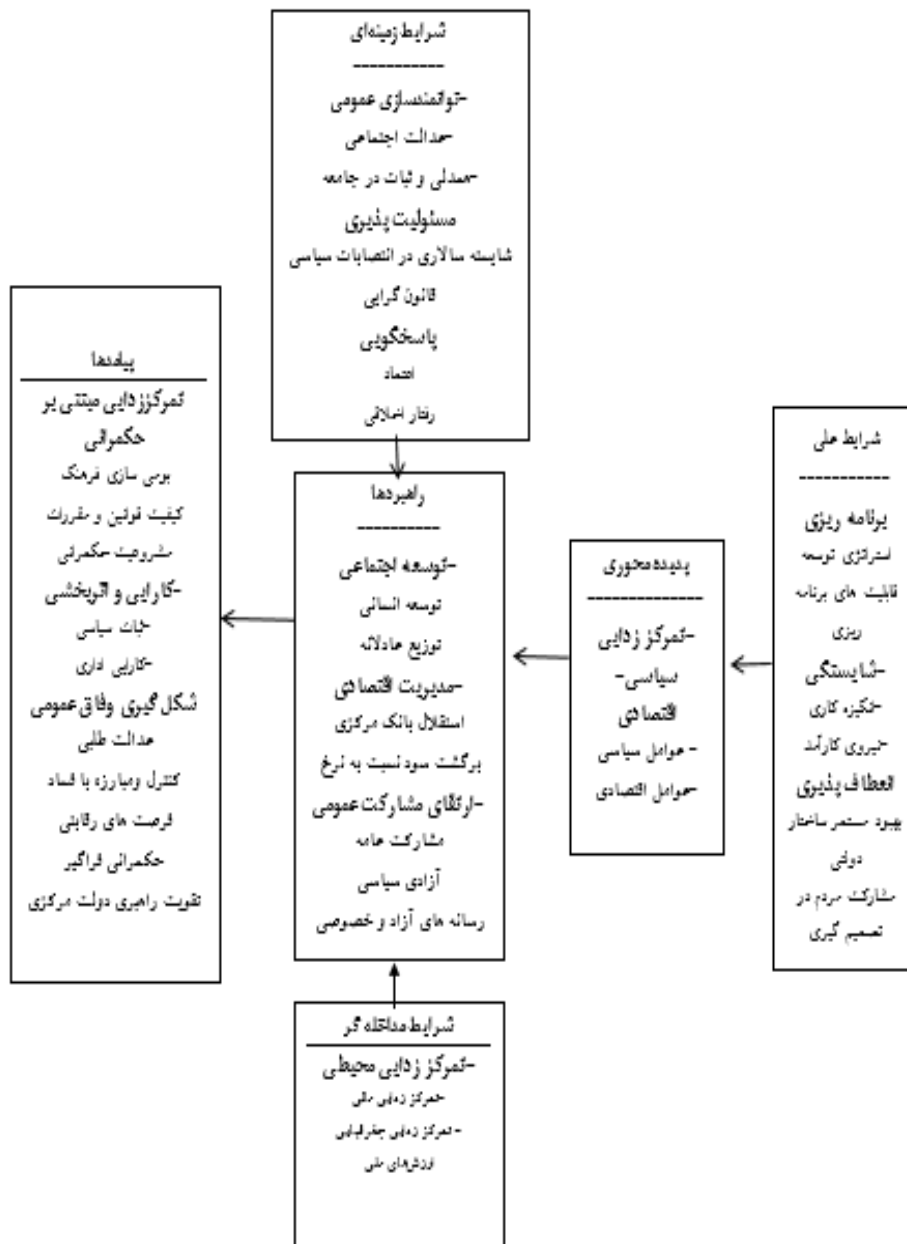 شرایط زمینه‌ای
-----------
-توانمندسازی عمومی
-عدالت اجتماعی
-همدلی و ثبات در جامعه
مسئولیت پذیری
شایسته سالاری در انتصابات سیاسی
قانون گرایی
پاسخگویی
اعتماد
رفتار اخلاقی
شرایط علی
-----------
برنامه ریزی
استراتژی توسعه
قابلیت های برنامه
ریزی
-شایستگی
-انگیزه کاری
-نیروی کارآمد
انعطاف پذیری
بهبود مستمر ساختار
دولتی
مشارکت مردم در
تصمیم گیری
پدیده محوری
--------------
-تمرکز زدایی
سیاسی-
اقتصادی
- عوامل سیاسی
-عوامل اقتصادی
راهبردها
----------
-توسعه اجتماعی
توسعه انسانی
توزیع عادلانه
-مدیریت اقتصادی
استقلال بانک مرکزی
برگشت سود نسبت به نرخ
-ارتقای مشارکت عمومی
مشارکت عامه
آزادی سیاسی
رسانه های آزاد و خصوصی
پیامدها
تمرکززدایی مبتنی بر
حکمرانی
بومی سازی فرهنگ
کیفیت قوانین و مقررات
مشروعیت حکمرانی
-کارایی و اثربخشی
-ثبات سیاسی
-کارایی اداری
شکل گیری وفاق عمومی
عدالت طلبی
کنترل ومبارزه با فساد
فرصت های رقابتی
حکمرانی فراگیر
تقویت راهبری دولت مرکزی
شرایط مداخله گر
-تمرکز زدایی محیطی
-تمرکز زدایی مالی
- تمرکز زدایی جغرافیایی
ارزش‌های ملی